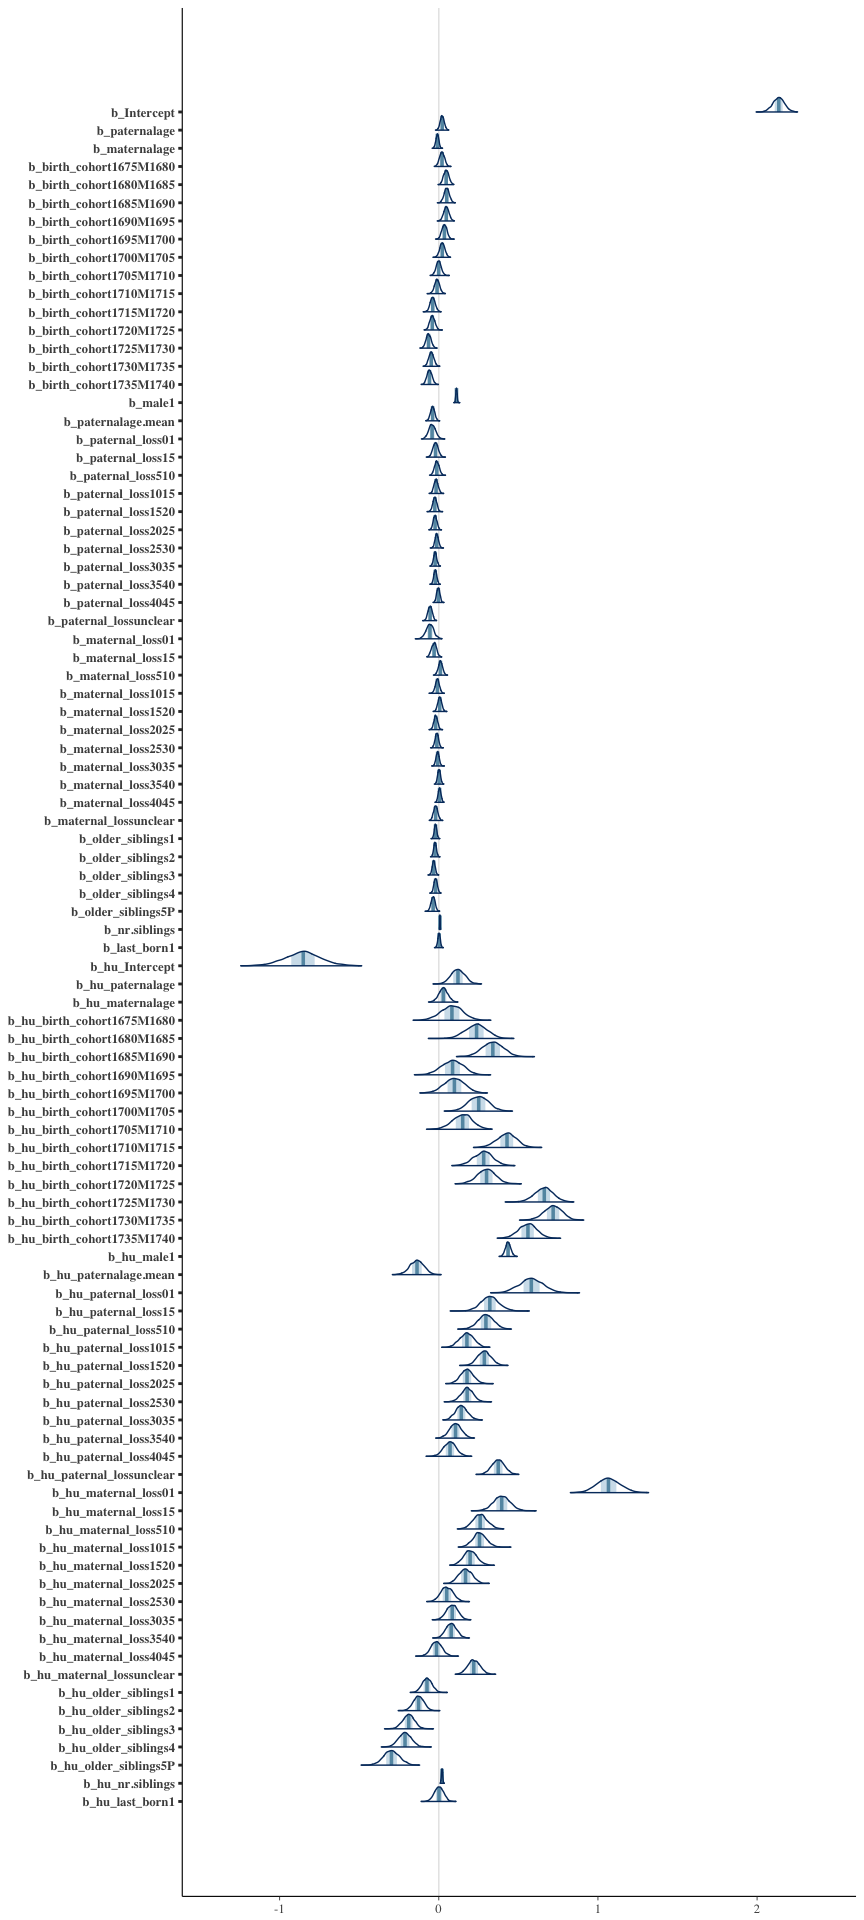 b_Intercept
b_paternalage
b_maternalage
b_birth_cohort1675M1680
b_birth_cohort1680M1685
b_birth_cohort1685M1690
b_birth_cohort1690M1695
b_birth_cohort1695M1700
b_birth_cohort1700M1705
b_birth_cohort1705M1710
b_birth_cohort1710M1715
b_birth_cohort1715M1720
b_birth_cohort1720M1725
b_birth_cohort1725M1730
b_birth_cohort1730M1735
b_birth_cohort1735M1740
b_male1
b_paternalage.mean
b_paternal_loss01
b_paternal_loss15
b_paternal_loss510
b_paternal_loss1015
b_paternal_loss1520
b_paternal_loss2025
b_paternal_loss2530
b_paternal_loss3035
b_paternal_loss3540
b_paternal_loss4045
b_paternal_lossunclear
b_maternal_loss01
b_maternal_loss15
b_maternal_loss510
b_maternal_loss1015
b_maternal_loss1520
b_maternal_loss2025
b_maternal_loss2530
b_maternal_loss3035
b_maternal_loss3540
b_maternal_loss4045
b_maternal_lossunclear
b_older_siblings1
b_older_siblings2
b_older_siblings3
b_older_siblings4
b_older_siblings5P
b_nr.siblings
b_last_born1
b_hu_Intercept
b_hu_paternalage
b_hu_maternalage
b_hu_birth_cohort1675M1680
b_hu_birth_cohort1680M1685
b_hu_birth_cohort1685M1690
b_hu_birth_cohort1690M1695
b_hu_birth_cohort1695M1700
b_hu_birth_cohort1700M1705
b_hu_birth_cohort1705M1710
b_hu_birth_cohort1710M1715
b_hu_birth_cohort1715M1720
b_hu_birth_cohort1720M1725
b_hu_birth_cohort1725M1730
b_hu_birth_cohort1730M1735
b_hu_birth_cohort1735M1740
b_hu_male1
b_hu_paternalage.mean
b_hu_paternal_loss01
b_hu_paternal_loss15
b_hu_paternal_loss510
b_hu_paternal_loss1015
b_hu_paternal_loss1520
b_hu_paternal_loss2025
b_hu_paternal_loss2530
b_hu_paternal_loss3035
b_hu_paternal_loss3540
b_hu_paternal_loss4045
b_hu_paternal_lossunclear
b_hu_maternal_loss01
b_hu_maternal_loss15
b_hu_maternal_loss510
b_hu_maternal_loss1015
b_hu_maternal_loss1520
b_hu_maternal_loss2025
b_hu_maternal_loss2530
b_hu_maternal_loss3035
b_hu_maternal_loss3540
b_hu_maternal_loss4045
b_hu_maternal_lossunclear
b_hu_older_siblings1
b_hu_older_siblings2
b_hu_older_siblings3
b_hu_older_siblings4
b_hu_older_siblings5P
b_hu_nr.siblings
b_hu_last_born1
-1 0 1 2